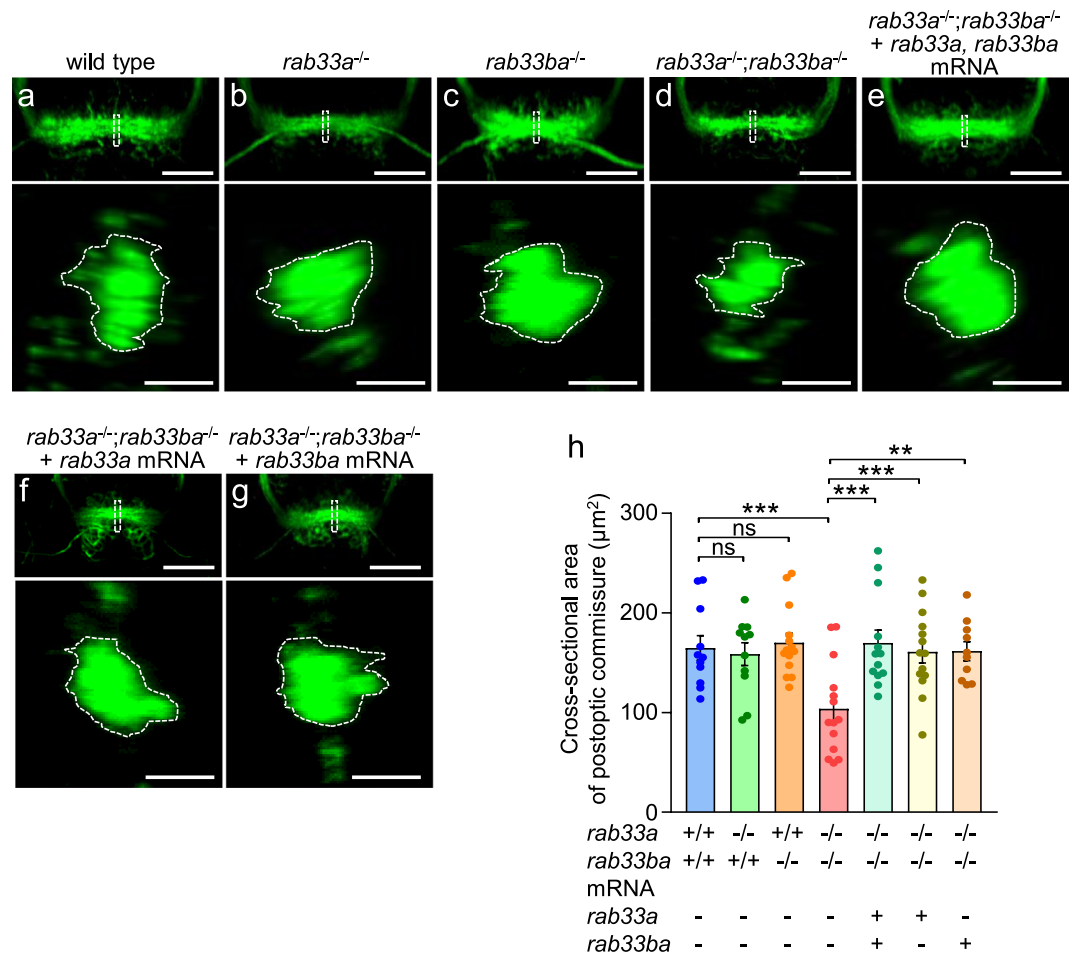 rab33a-/-;rab33ba-/-
+ rab33a, rab33ba
mRNA
wild type
rab33a-/-
rab33ba-/-
rab33a-/-;rab33ba-/-
a
b
c
d
e
rab33a-/-;rab33ba-/-
+ rab33a mRNA
rab33a-/-;rab33ba-/-
+ rab33ba mRNA
f
g
h
Cross-sectional area
of postoptic commissure (µm²)
300
200
100
0
ns
ns
***
***
***
**
rab33a +/+ -/- +/+ -/- -/- -/- -/-
rab33ba +/+ +/+ -/- -/- -/- -/- -/-
mRNA
rab33a - - - - + + -
rab33ba - - - - + - +